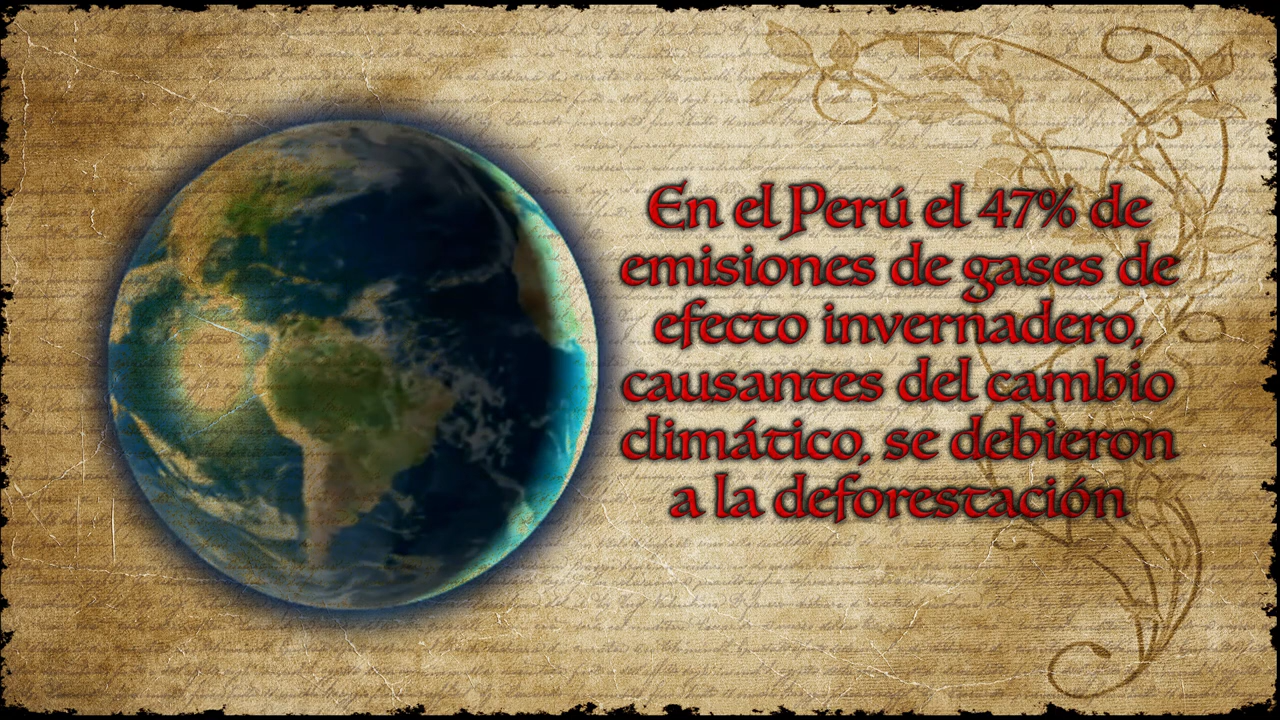 En el Perú el 47% de
emisiones de gases de
efecto invernadero,
causantes del cambio
climático, se debieron
a la deforestación